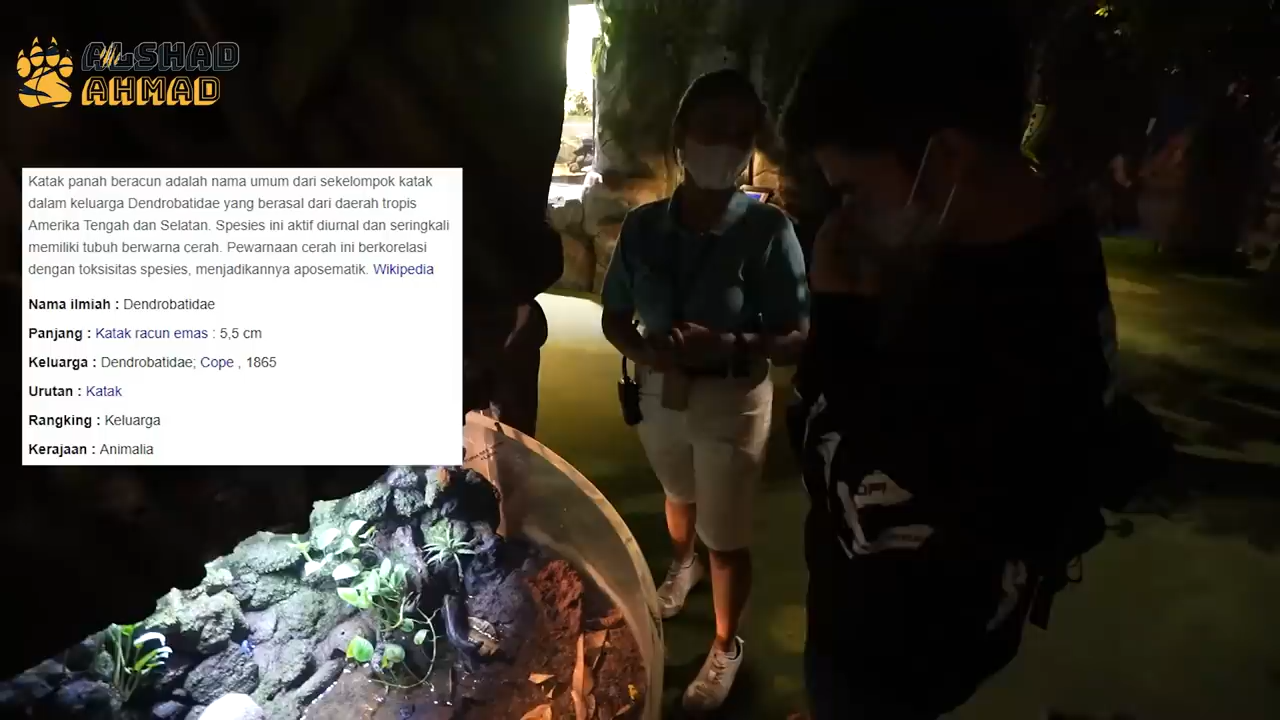 ALSHAD
AHMAD
Katak panah beracun adalah nama umum dari sekelompok katak
dalam keluarga Dendrobatidae yang berasal dari daerah tropis
Amerika Tengah dan Selatan. Spesies ini aktif diurnal dan seringkali
memiliki tubuh berwarna cerah. Pewarnaan cerah ini berkorelasi
dengan toksisitas spesies, menjadikannya aposematik. Wikipedia
Nama ilmiah : Dendrobatidae
Panjang : Katak racun emas : 5,5 cm
Keluarga : Dendrobatidae; Cope , 1865
Urutan : Katak
Rangking : Keluarga
Kerajaan : Animalia